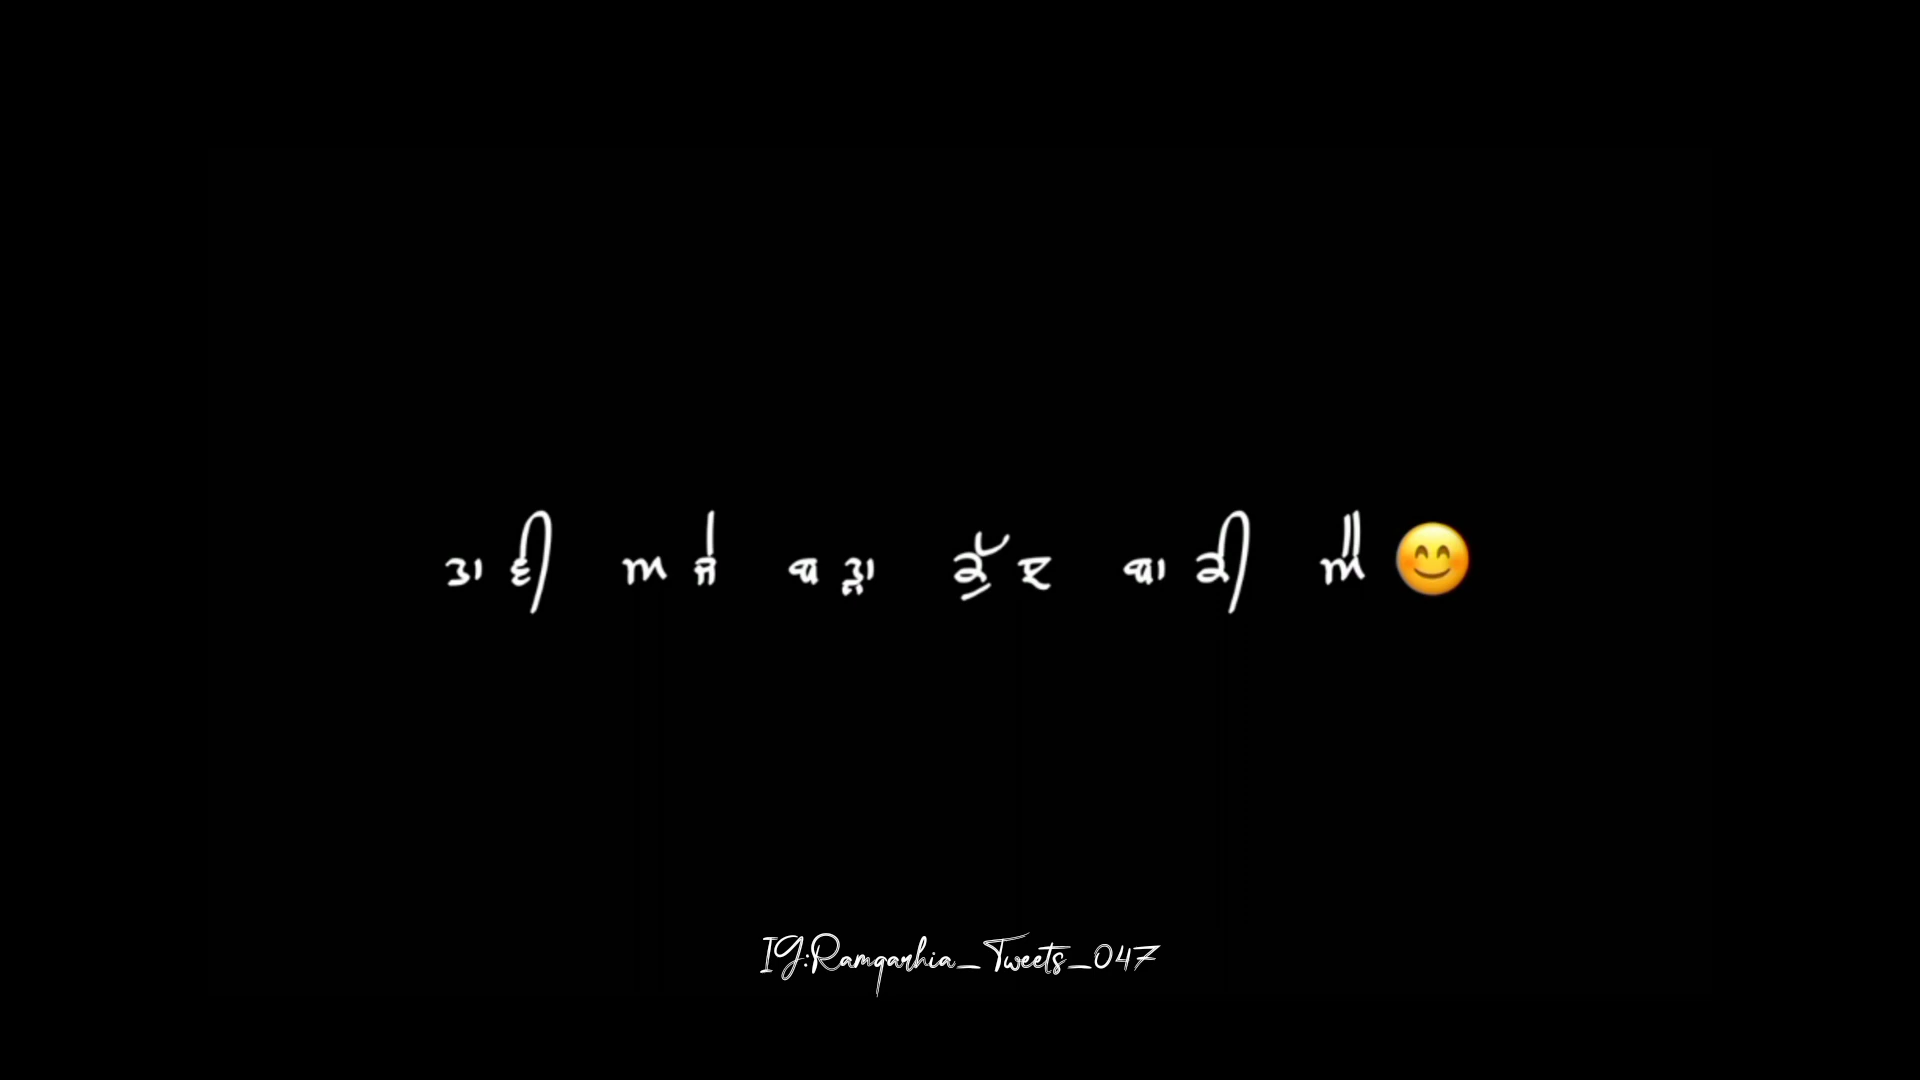 ਭਾਈ ਅਜੇ ਬੜਾ ਕੁੱਝ ਬਾਕੀ ਐ 😊
IG:Ramgarhia_Tweets_047